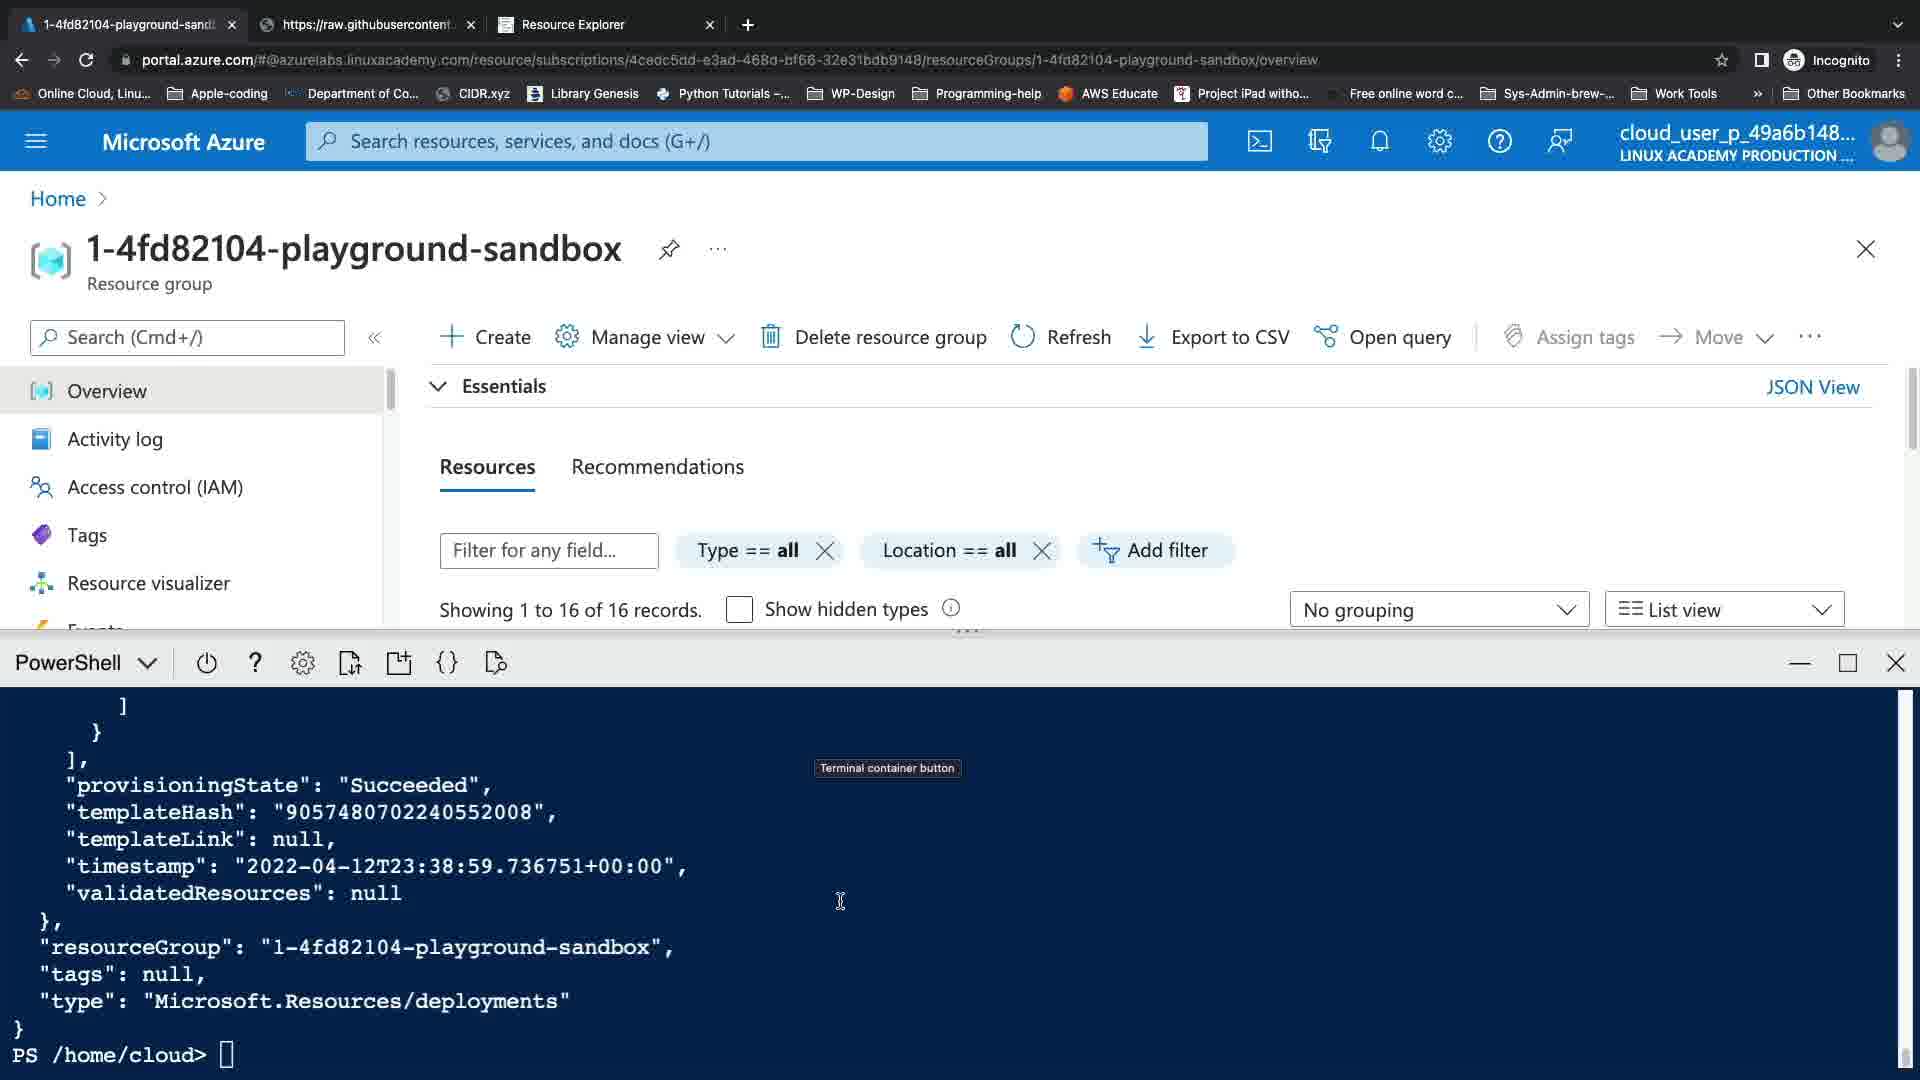 1-4fd82104-playground-sandb
https://raw.githubusercontent.
Resource Explorer
portal.azure.com/#@azurelabs.linuxacademy.com/resource/subscriptions/4cedc5dd-e3ad-468d-bf66-32e31bdb9148/resourceGroups/1-4fd82104-playground-sandbox/overview
Incognito
Online Cloud, Linu...
Apple-coding
Department of Co...
CIDR.xyz
Library Genesis
Python Tutorials –...
WP-Design
Programming-help
AWS Educate
Project iPad witho...
Free online word c...
Sys-Admin-brew-...
Work Tools
»
Other Bookmarks
Microsoft Azure
Search resources, services, and docs (G+/)
cloud_user_p_49a6b148...
LINUX ACADEMY PRODUCTION ...
Home >
1-4fd82104-playground-sandbox
Resource group
Search (Cmd+/)
«
Create
Manage view
Delete resource group
Refresh
Export to CSV
Open query
Assign tags
Move
Overview
Activity log
Access control (IAM)
Tags
Resource visualizer
Events
Essentials
JSON View
Resources
Recommendations
Filter for any field...
Type == all
Location == all
Add filter
Showing 1 to 16 of 16 records.
Show hidden types
No grouping
List view
PowerShell
?
{}
]
}
],
"provisioningState": "Succeeded",
"templateHash": "9057480702240552008",
"templateLink": null,
"timestamp": "2022-04-12T23:38:59.736751+00:00",
"validatedResources": null
},
"resourceGroup": "1-4fd82104-playground-sandbox",
"tags": null,
"type": "Microsoft.Resources/deployments"
}
PS /home/cloud>
Terminal container button